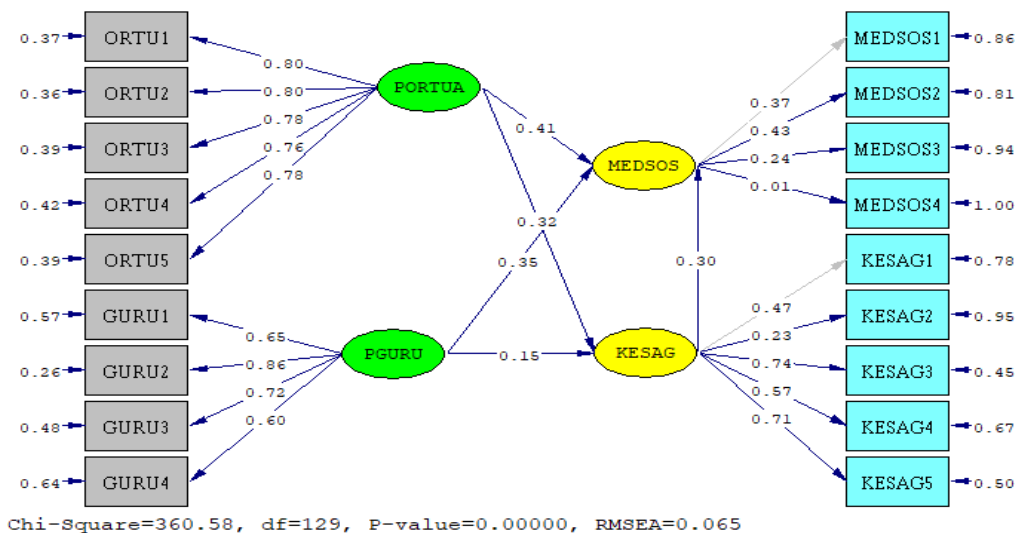 0.37 ORTU1
0.36 ORTU2
0.39 ORTU3
0.42 ORTU4
0.39 ORTU5
0.57 GURU1
0.26 GURU2
0.48 GURU3
0.64 GURU4
0.80
0.80
0.78
0.76
0.78
0.65
0.86
0.72
0.60
PORTUA
PGURU
0.41
0.32
0.35
0.15
MEDSOS
0.30
KESAG
0.37
0.43
0.24
0.01
0.47
0.23
0.74
0.57
0.71
MEDSOS1 0.86
MEDSOS2 0.81
MEDSOS3 0.94
MEDSOS4 1.00
KESAG1 0.78
KESAG2 0.95
KESAG3 0.45
KESAG4 0.67
KESAG5 0.50
Chi-Square=360.58, df=129, P-value=0.00000, RMSEA=0.065